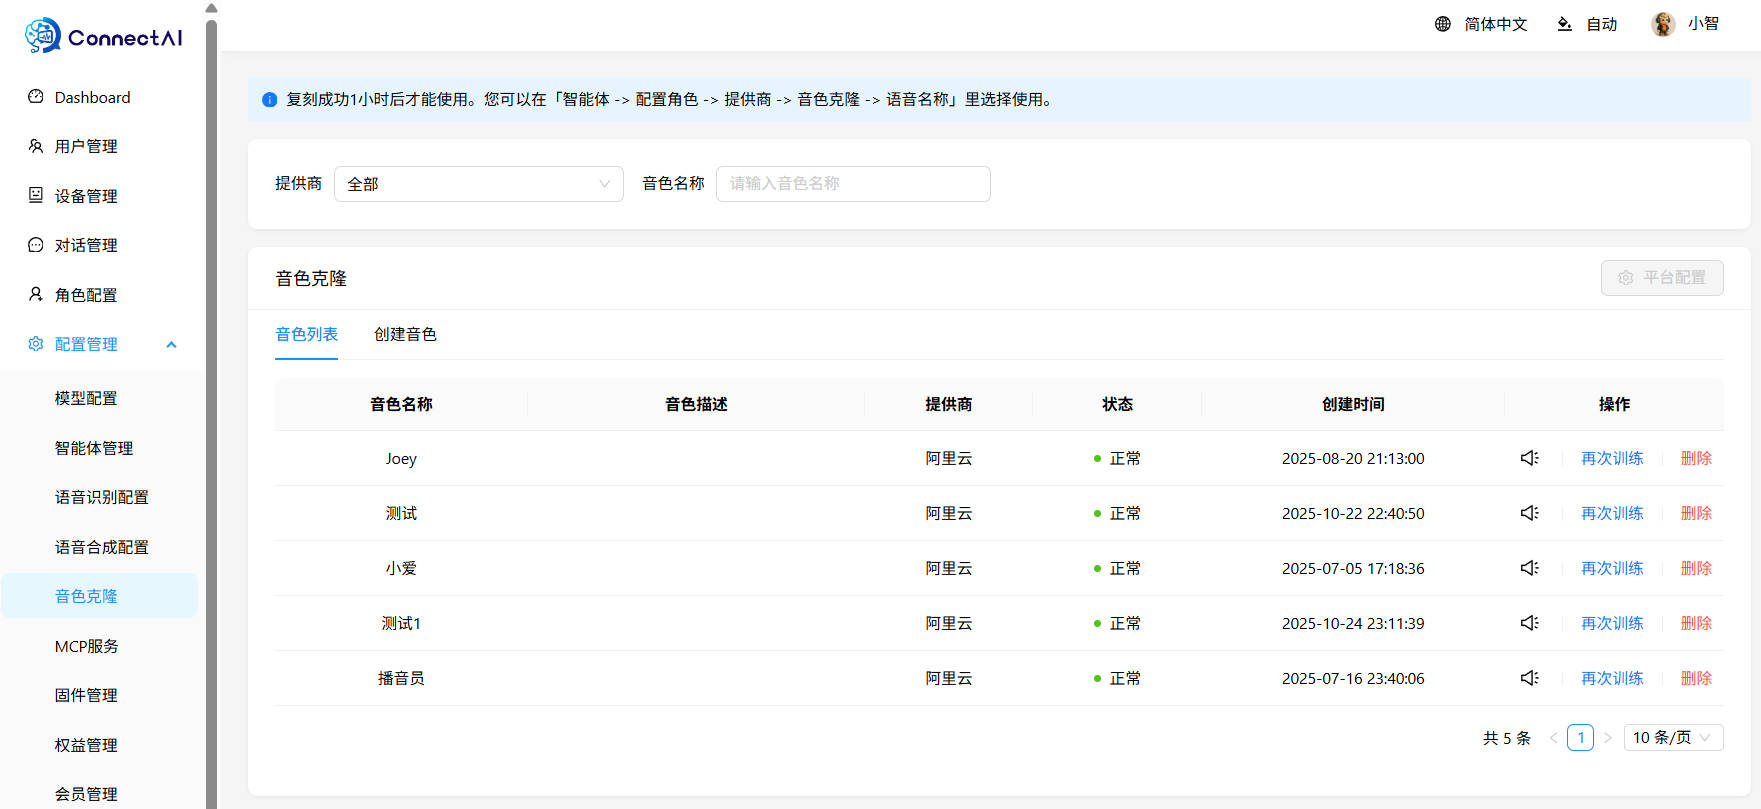 ConnectAI
简体中文
自动
小智
Dashboard
用户管理
设备管理
对话管理
角色配置
配置管理
模型配置
智能体管理
语音识别配置
语音合成配置
音色克隆
MCP服务
固件管理
权益管理
会员管理
复刻成功1小时后才能使用。您可以在「智能体 -> 配置角色 -> 提供商 -> 音色克隆 -> 语音名称」里选择使用。
提供商 全部 音色名称 请输入音色名称
音色克隆 平台配置
音色列表 创建音色
音色名称 音色描述 提供商 状态 创建时间 操作
Joey 阿里云 正常 2025-08-20 21:13:00 再次训练 删除
测试 阿里云 正常 2025-10-22 22:40:50 再次训练 删除
小爱 阿里云 正常 2025-07-05 17:18:36 再次训练 删除
测试1 阿里云 正常 2025-10-24 23:11:39 再次训练 删除
播音员 阿里云 正常 2025-07-16 23:40:06 再次训练 删除
共 5 条 < 1 > 10 条/页